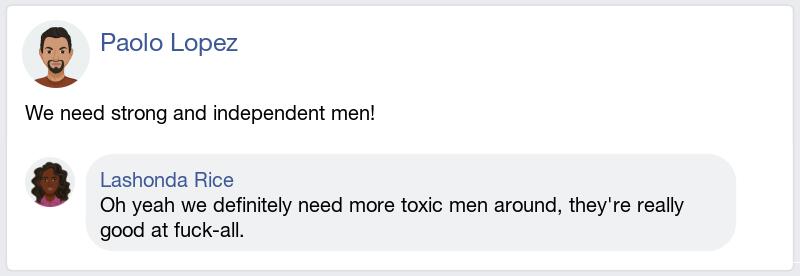 Paolo Lopez
We need strong and independent men!
Lashonda Rice
Oh yeah we definitely need more toxic men around, they're really
good at fuck-all.